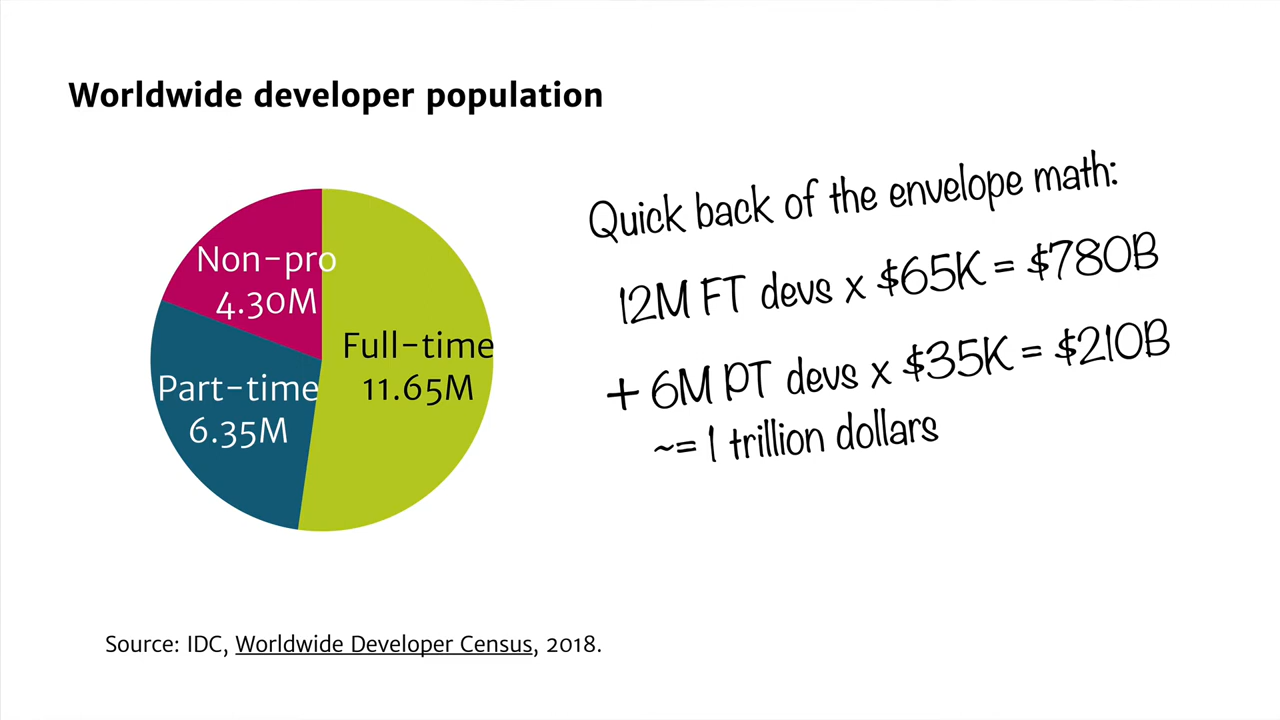 Worldwide developer population
Non-pro
4.30M
Full-time
11.65M
Part-time
6.35M
Quick back of the envelope math:
12M FT devs x $65K = $780B
+ 6M PT devs x $35K = $210B
~= 1 trillion dollars
Source: IDC, Worldwide Developer Census, 2018.